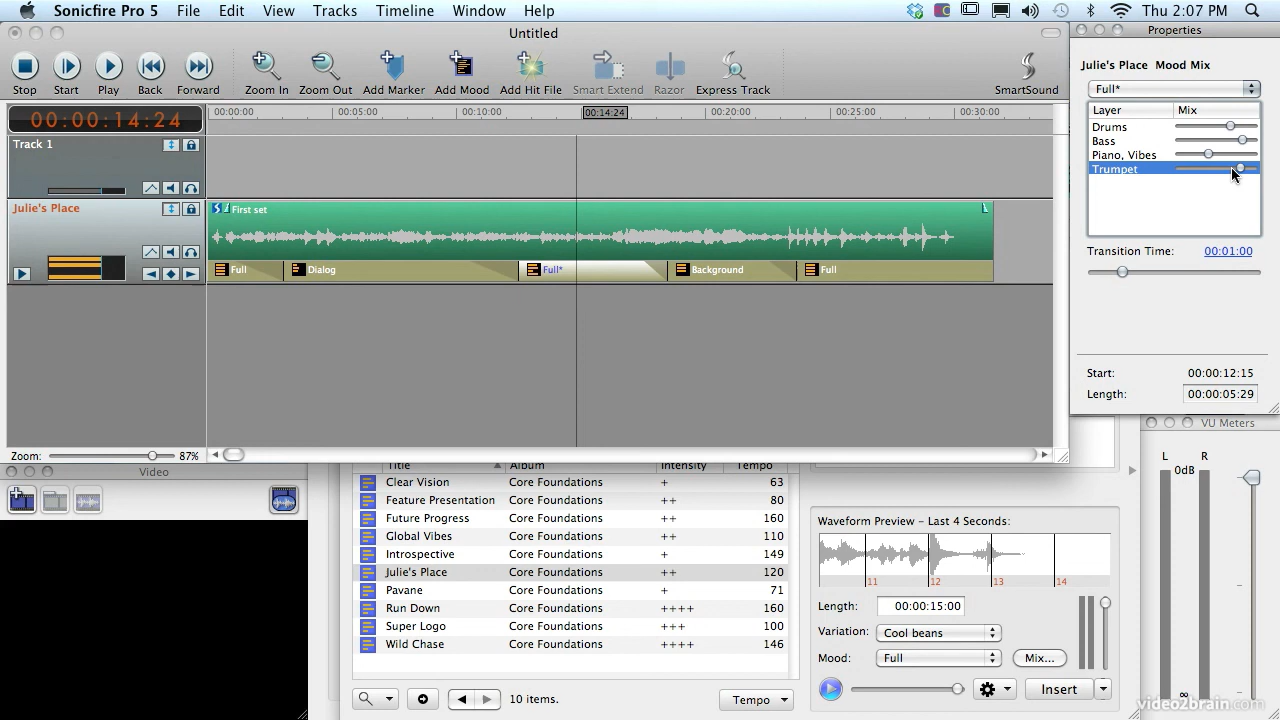 Sonicfire Pro 5 File Edit View Tracks Timeline Window Help Thu 2:07 PM
Untitled
Properties
Stop Start Play Back Forward Zoom In Zoom Out Add Marker Add Mood Add Hit File Smart Extend Razor Express Track SmartSound
Julie's Place Mood Mix
Full*
Layer Mix
Drums
Bass
Piano, Vibes
Trumpet
Transition Time: 00:01:00
Start: 00:00:12:15
Length: 00:00:05:29
00:00:14:24
00:00:00 00:05:00 00:10:00 00:14:24 00:20:00 00:25:00 00:30:00
Track 1
Julie's Place
First set
Full Dialog Full* Background Full
Zoom: 87%
Video
VU Meters
L R
0dB
∞
Title Album Intensity Tempo
Clear Vision Core Foundations + 63
Feature Presentation Core Foundations ++ 80
Future Progress Core Foundations ++ 160
Global Vibes Core Foundations ++ 110
Introspective Core Foundations + 149
Julie's Place Core Foundations ++ 120
Pavane Core Foundations + 71
Run Down Core Foundations ++++ 160
Super Logo Core Foundations +++ 100
Wild Chase Core Foundations ++++ 146
10 items.
Tempo
Waveform Preview - Last 4 Seconds:
11 12 13 14
Length: 00:00:15:00
Variation: Cool beans
Mood: Full Mix...
Insert
video2brain.com